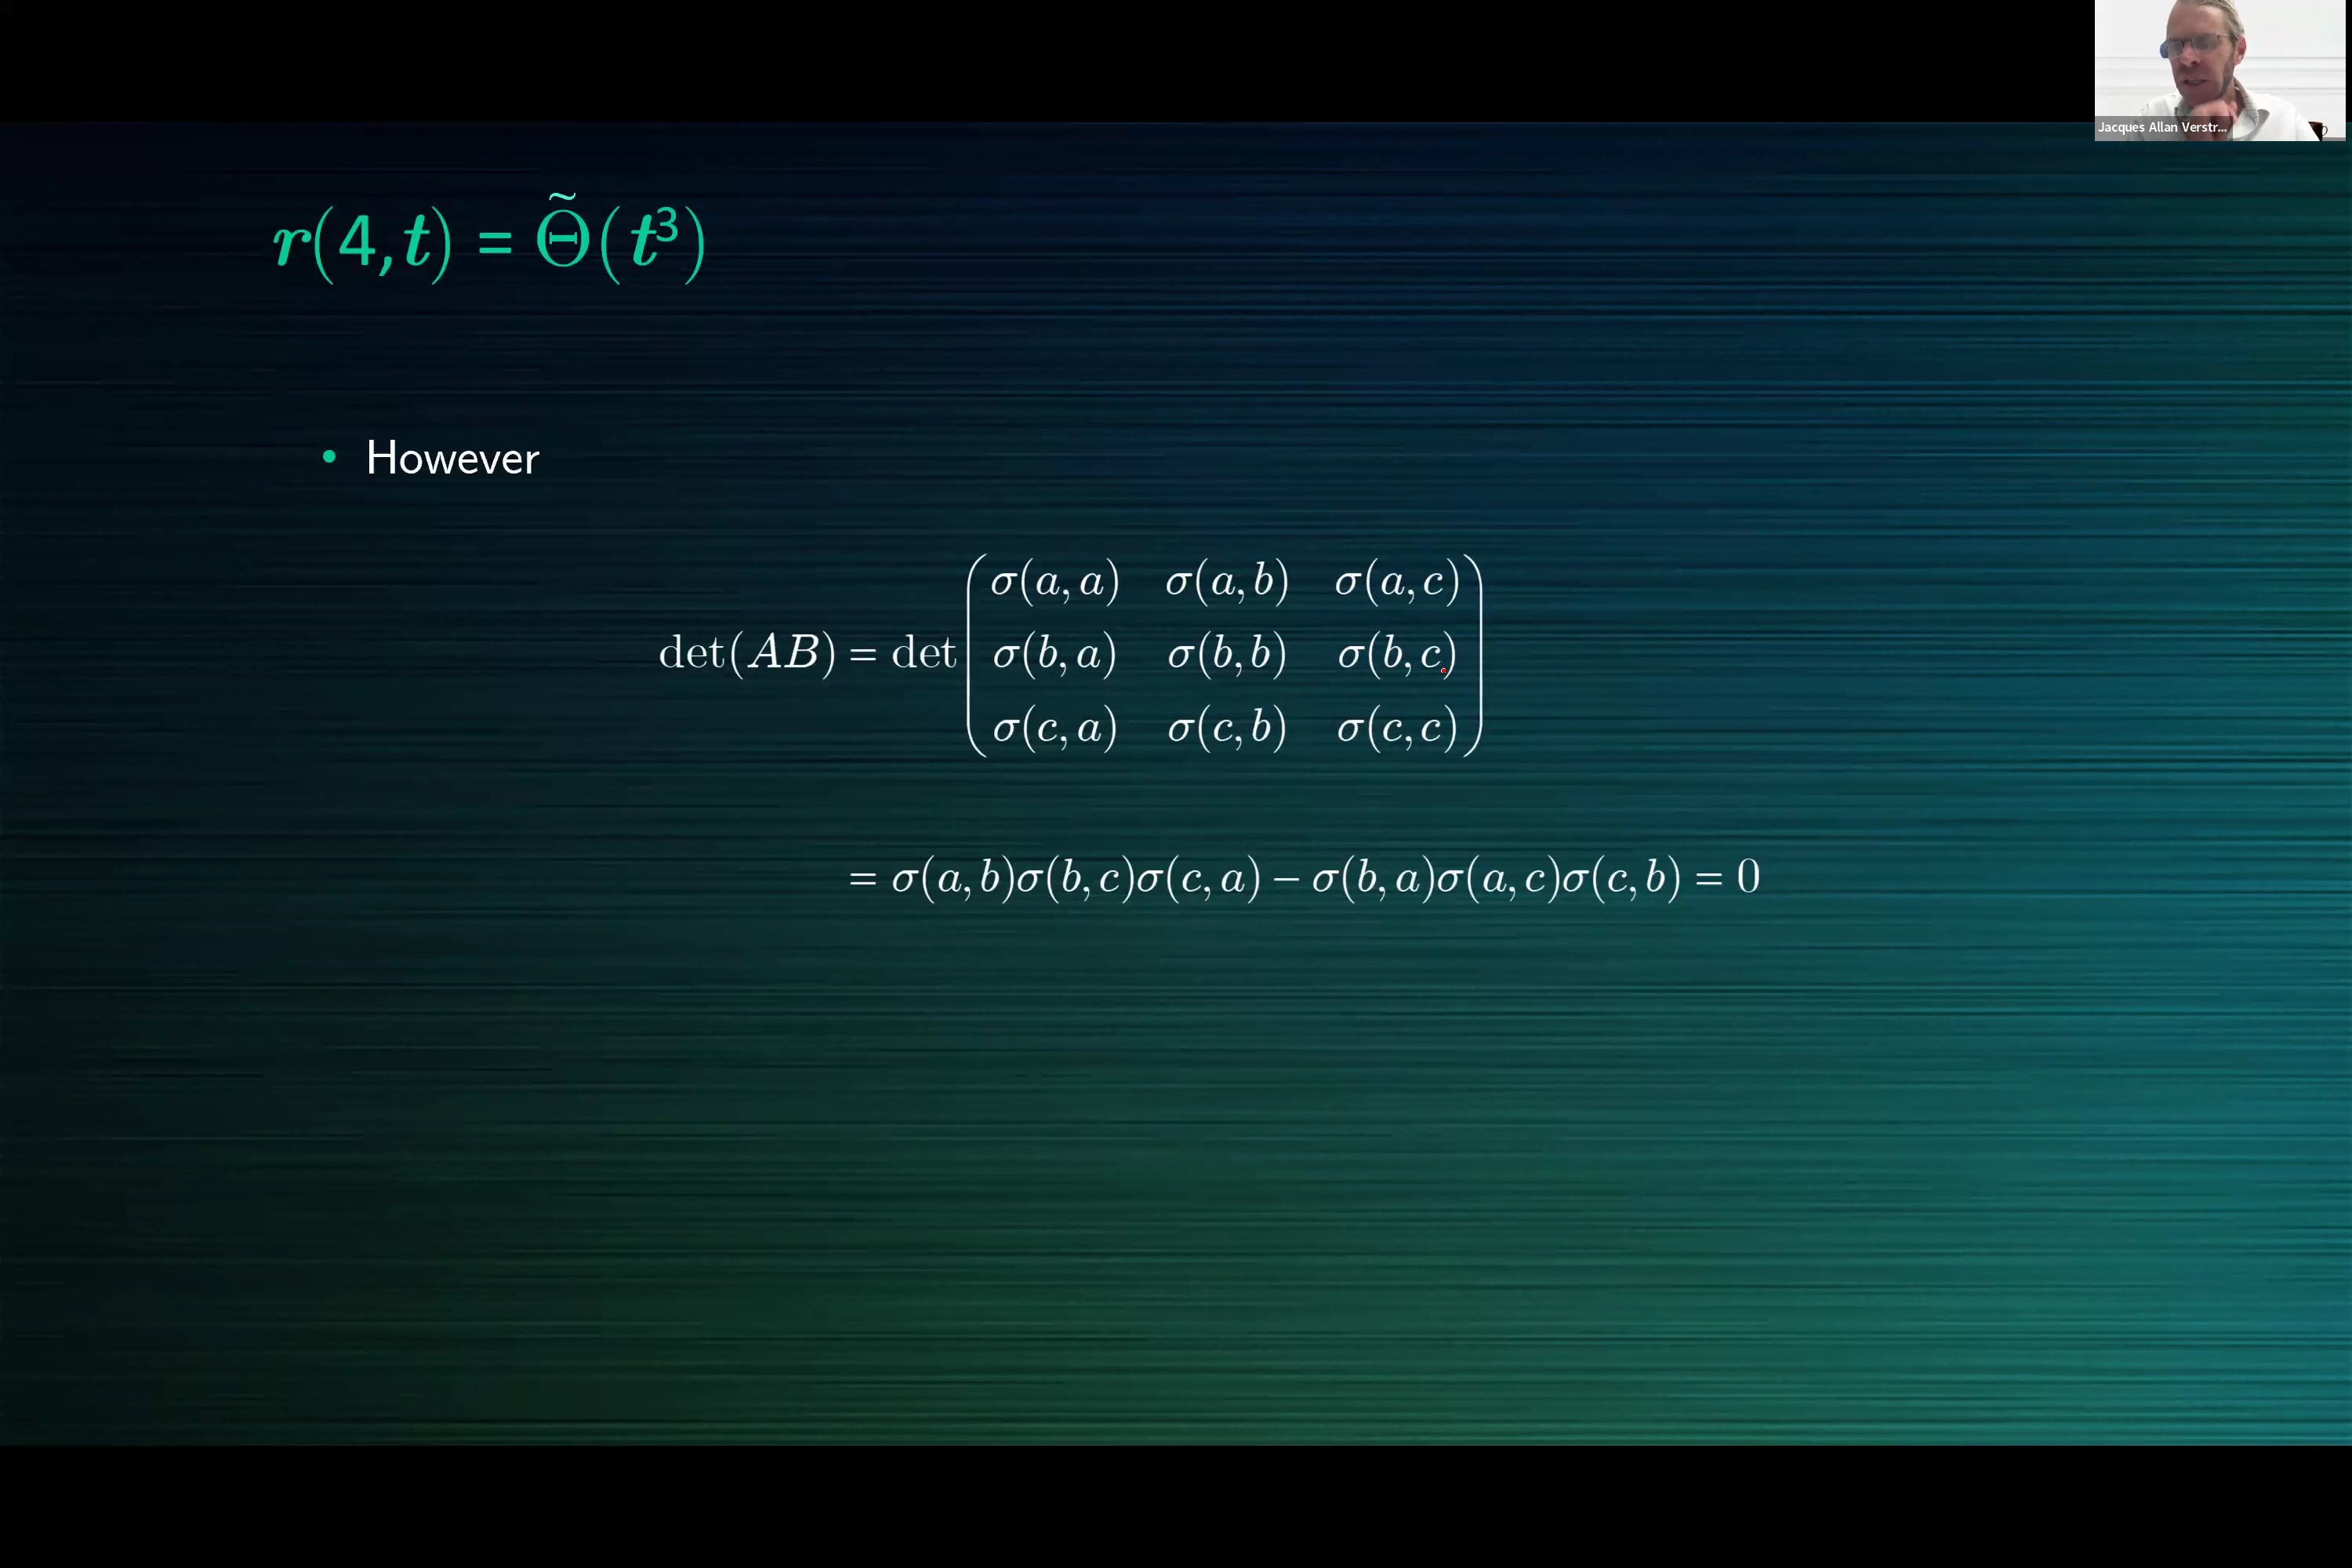 Jacques Allan Verstr...
r(4,t) = Θ̃(t³)
• However
det(AB) = det
σ(a, a) σ(a, b) σ(a, c)
σ(b, a) σ(b, b) σ(b, c)
σ(c, a) σ(c, b) σ(c, c)
= σ(a, b)σ(b, c)σ(c, a) − σ(b, a)σ(a, c)σ(c, b) = 0